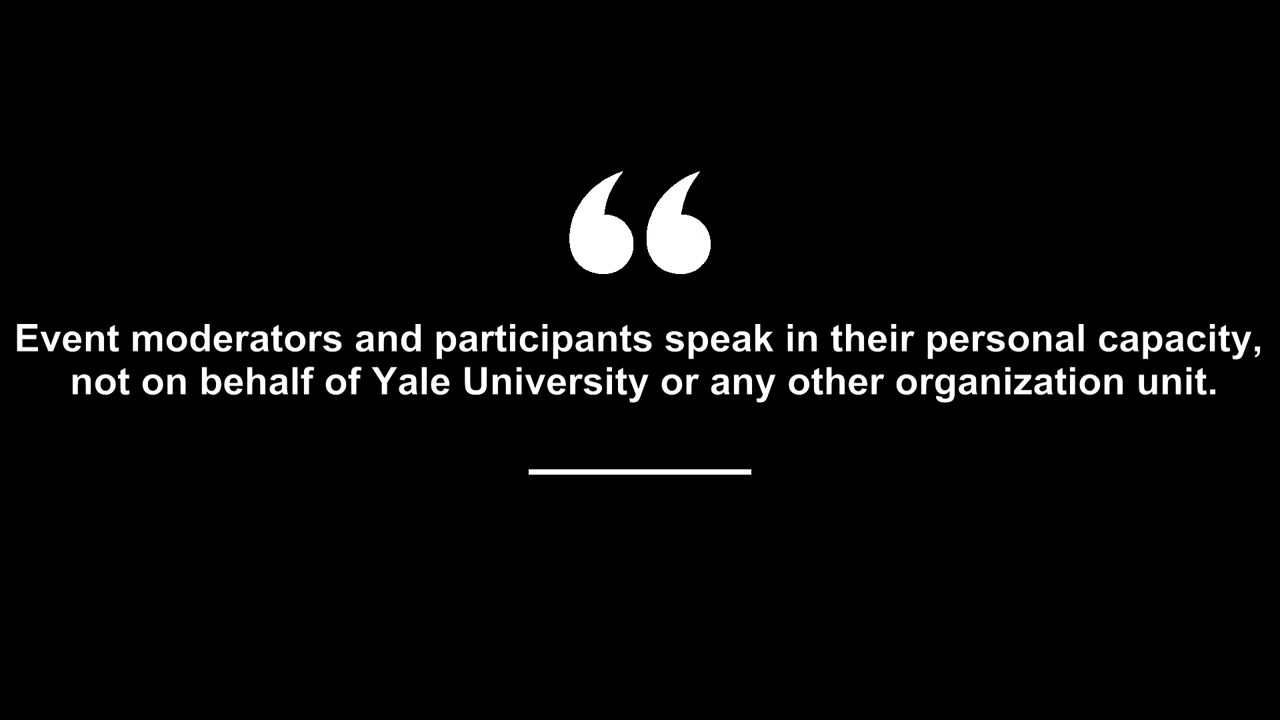 “
Event moderators and participants speak in their personal capacity,
not on behalf of Yale University or any other organization unit.